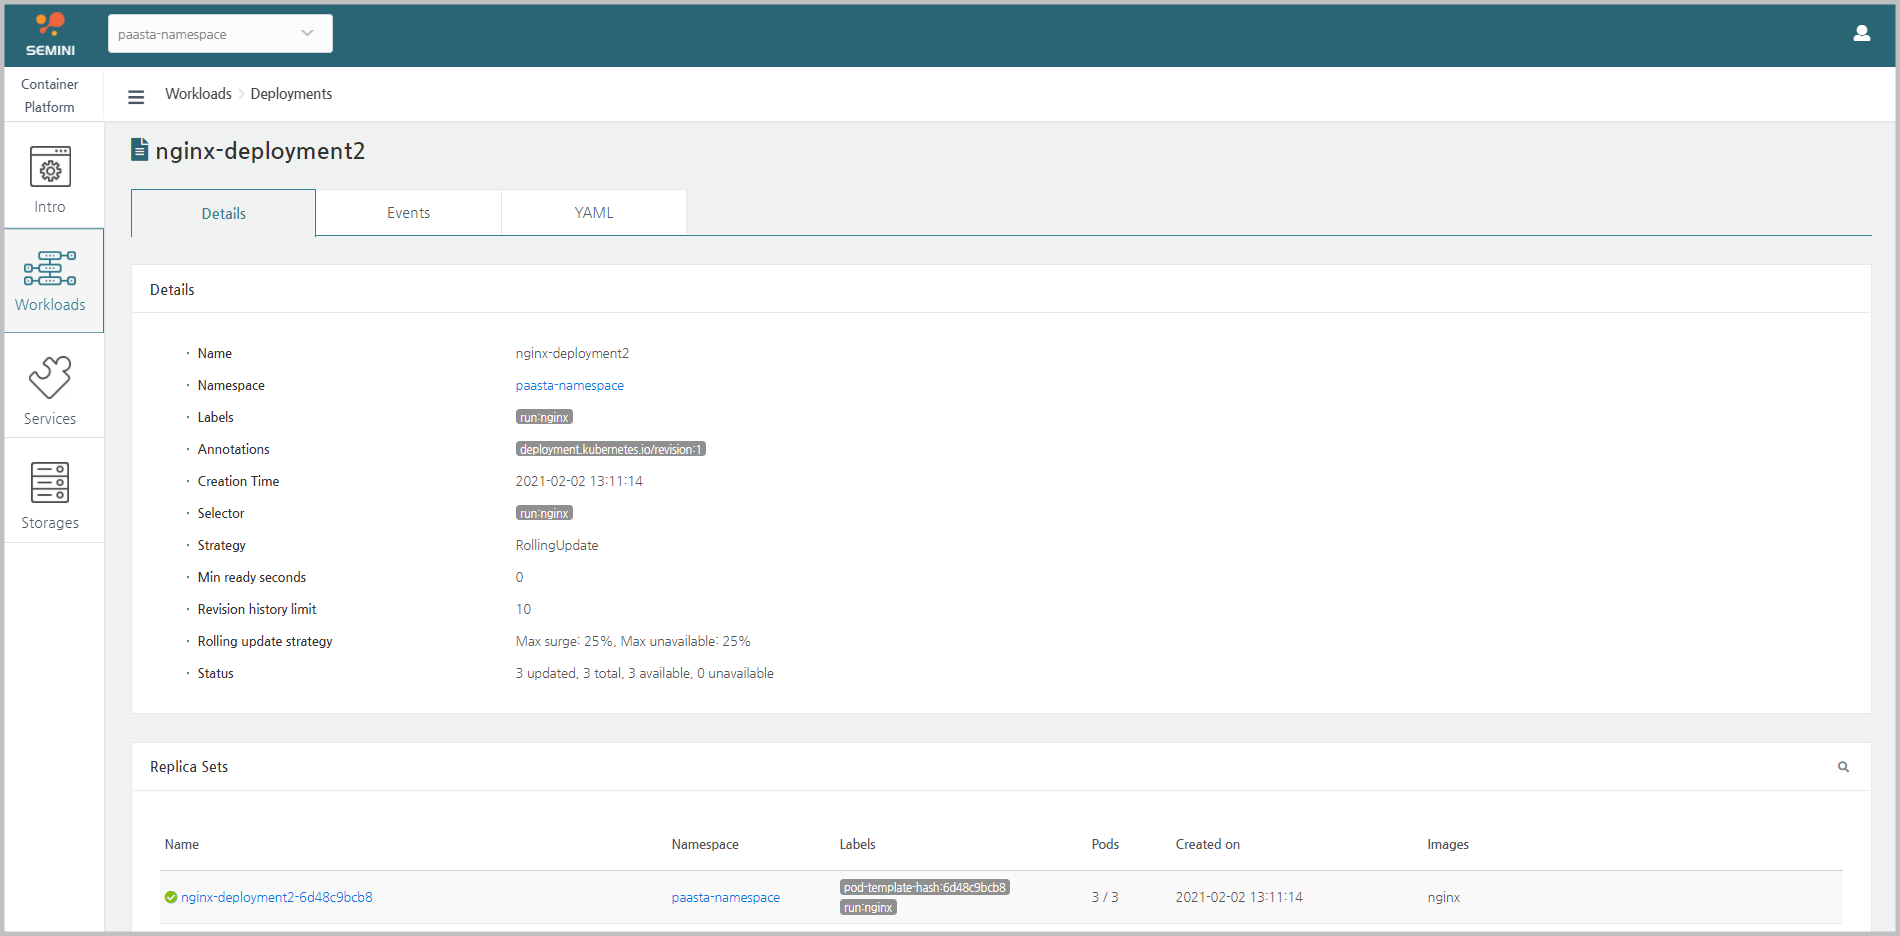 SEMINI
paasta-namespace
Container
Platform
Workloads > Deployments
nginx-deployment2
Intro
Workloads
Services
Storages
Details Events YAML
Details
· Name nginx-deployment2
· Namespace paasta-namespace
· Labels run:nginx
· Annotations deployment.kubernetes.io/revision:1
· Creation Time 2021-02-02 13:11:14
· Selector run:nginx
· Strategy RollingUpdate
· Min ready seconds 0
· Revision history limit 10
· Rolling update strategy Max surge: 25%, Max unavailable: 25%
· Status 3 updated, 3 total, 3 available, 0 unavailable
Replica Sets
Name Namespace Labels Pods Created on Images
nginx-deployment2-6d48c9bcb8 paasta-namespace pod-template-hash:6d48c9bcb8 3 / 3 2021-02-02 13:11:14 nginx
run:nginx